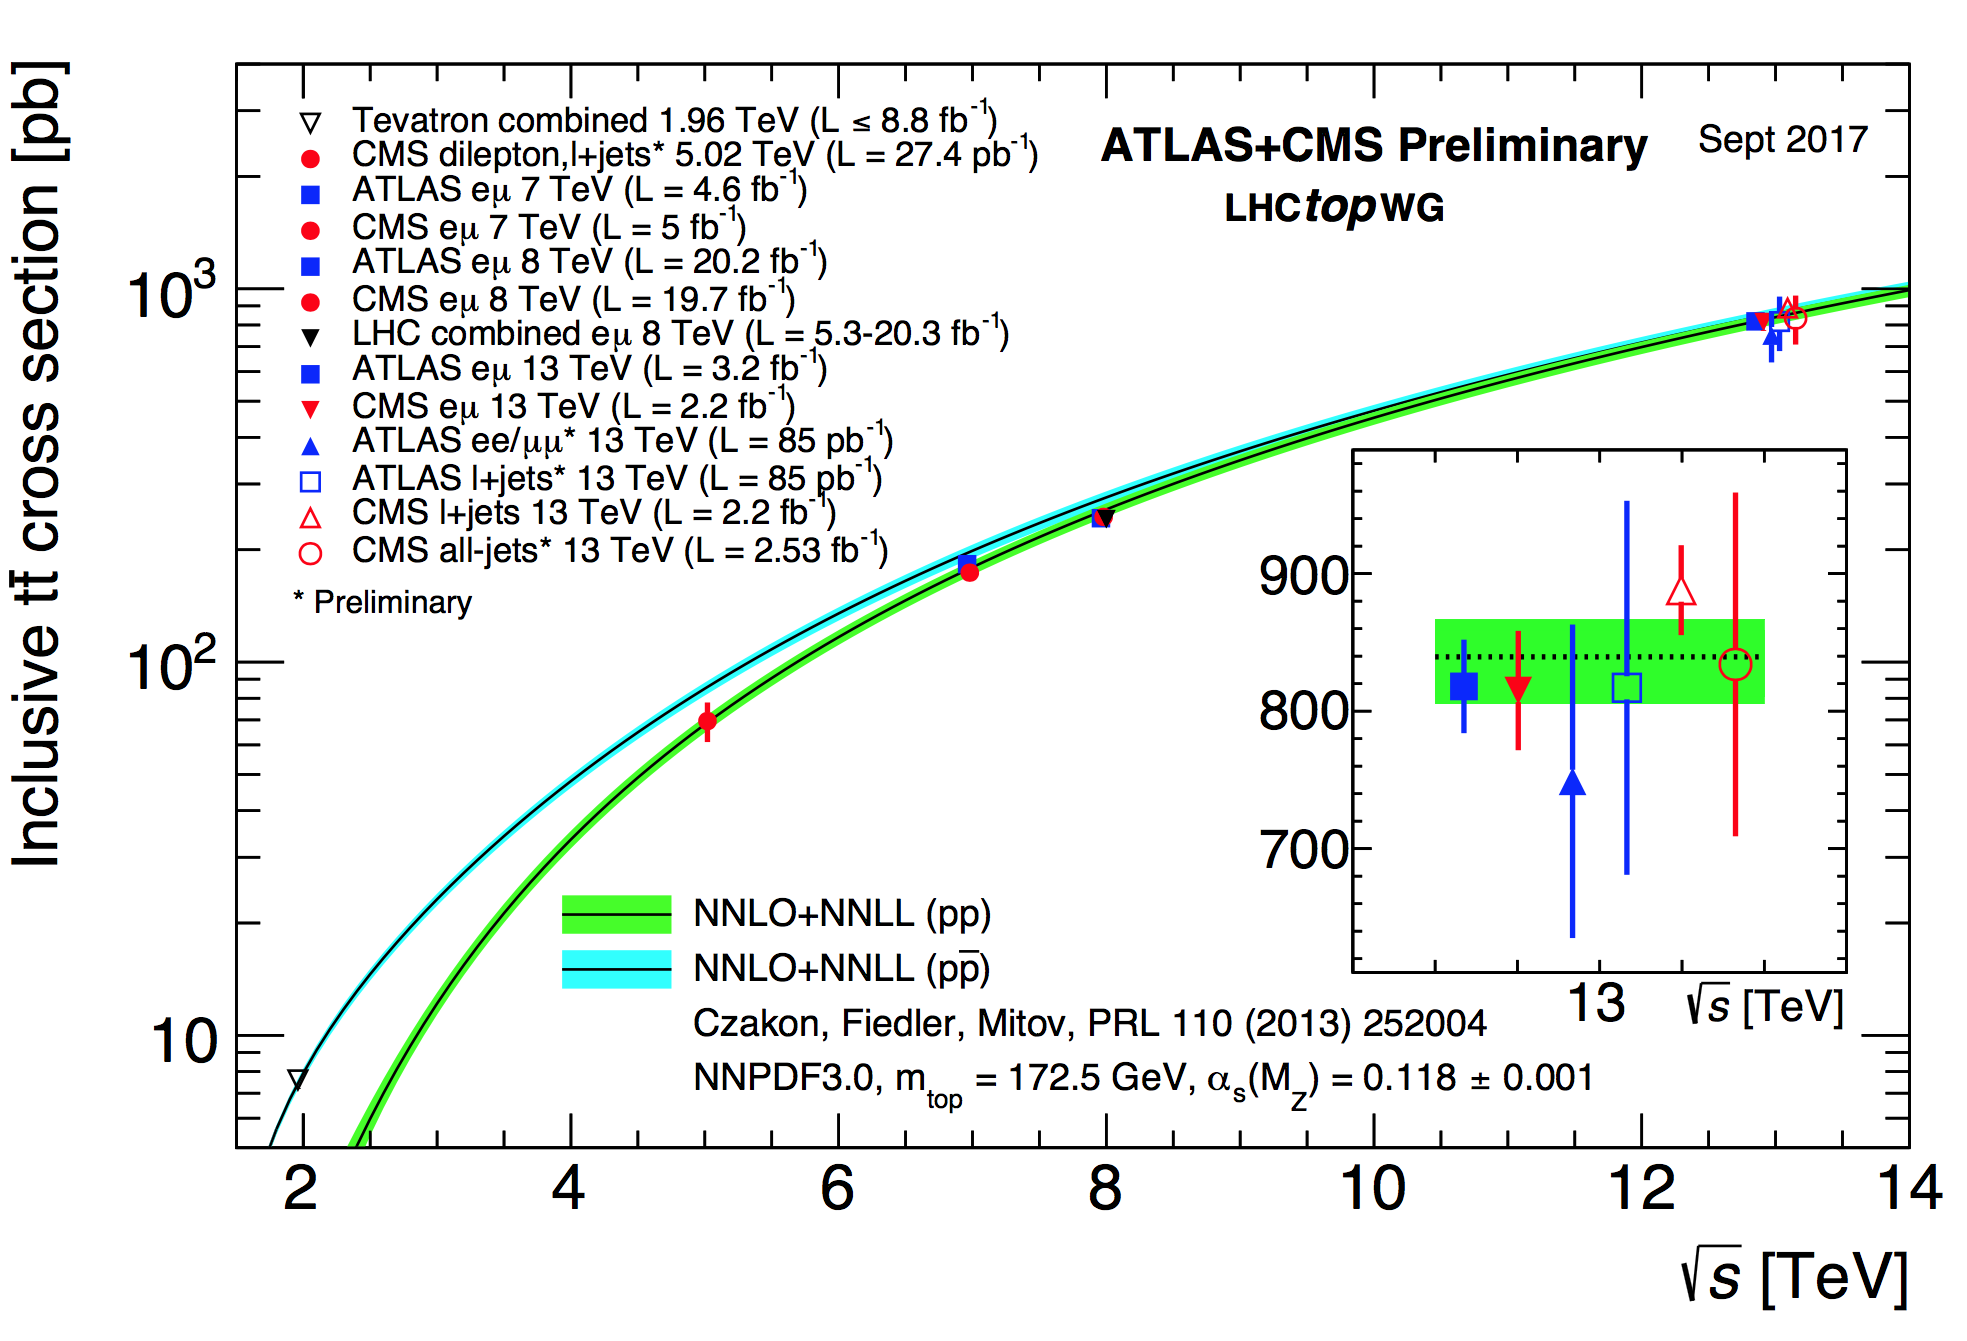 Inclusive tt̄ cross section [pb]
10³
10²
10
Tevatron combined 1.96 TeV (L ≤ 8.8 fb⁻¹)
CMS dilepton,l+jets* 5.02 TeV (L = 27.4 pb⁻¹)
ATLAS eμ 7 TeV (L = 4.6 fb⁻¹)
CMS eμ 7 TeV (L = 5 fb⁻¹)
ATLAS eμ 8 TeV (L = 20.2 fb⁻¹)
CMS eμ 8 TeV (L = 19.7 fb⁻¹)
LHC combined eμ 8 TeV (L = 5.3-20.3 fb⁻¹)
ATLAS eμ 13 TeV (L = 3.2 fb⁻¹)
CMS eμ 13 TeV (L = 2.2 fb⁻¹)
ATLAS ee/μμ* 13 TeV (L = 85 pb⁻¹)
ATLAS l+jets* 13 TeV (L = 85 pb⁻¹)
CMS l+jets 13 TeV (L = 2.2 fb⁻¹)
CMS all-jets* 13 TeV (L = 2.53 fb⁻¹)
* Preliminary
ATLAS+CMS Preliminary
Sept 2017
LHCtopWG
900
800
700
13
√s [TeV]
NNLO+NNLL (pp)
NNLO+NNLL (pp̄)
Czakon, Fiedler, Mitov, PRL 110 (2013) 252004
NNPDF3.0, m_top = 172.5 GeV, α_s(M_Z) = 0.118 ± 0.001
2 4 6 8 10 12 14
√s [TeV]